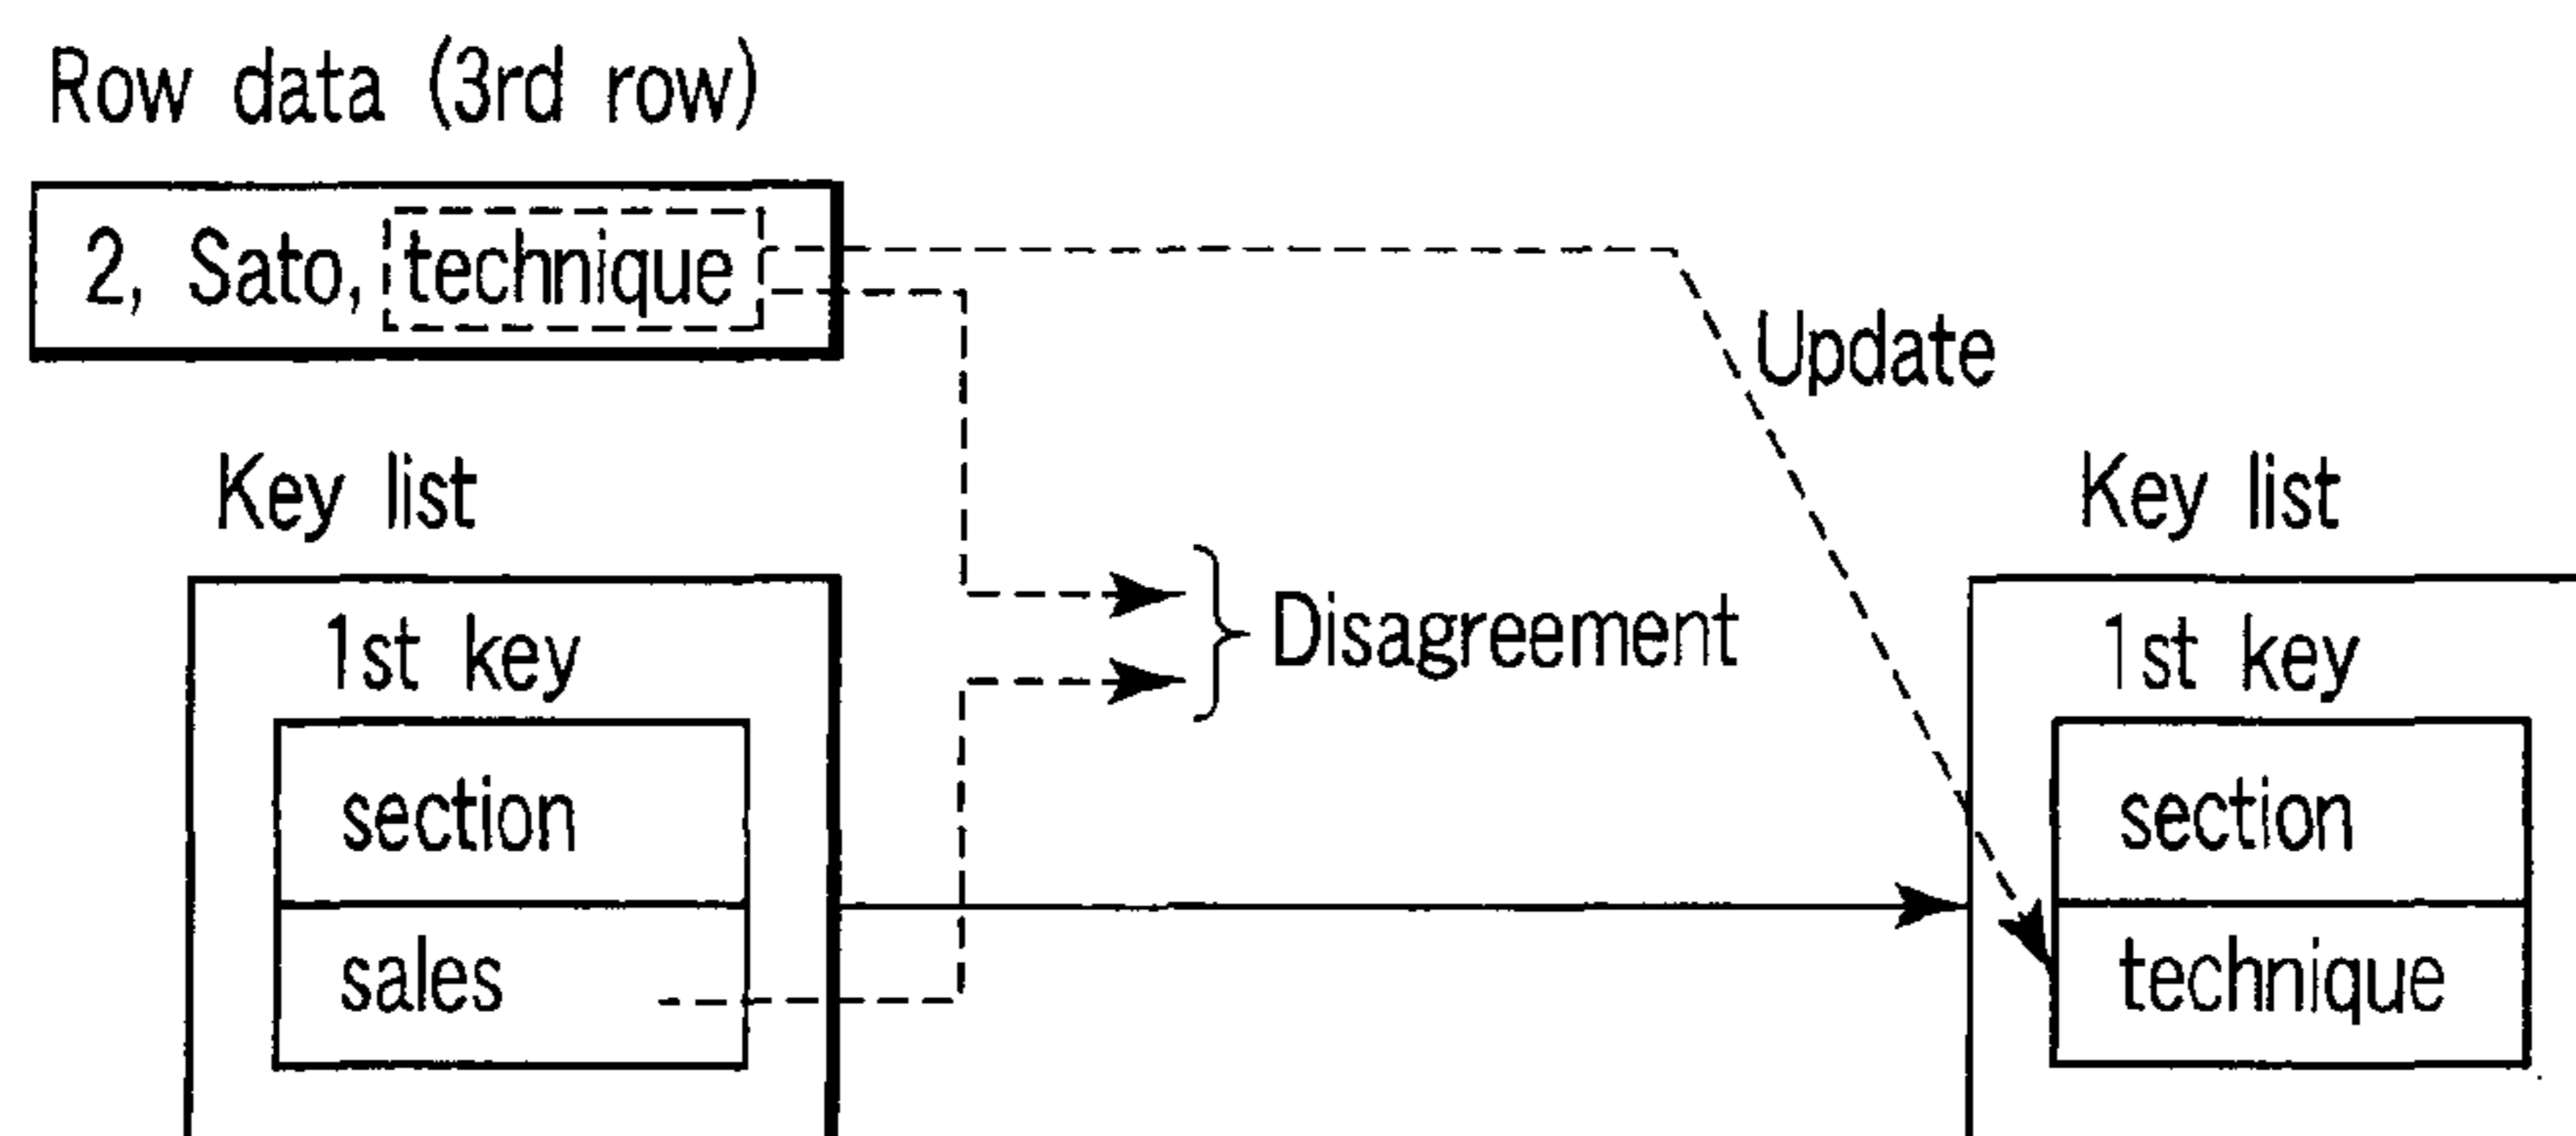 Row data (3rd row)
2, Sato, technique
Update
Key list
1st key
section
sales
Disagreement
Key list
1st key
section
technique